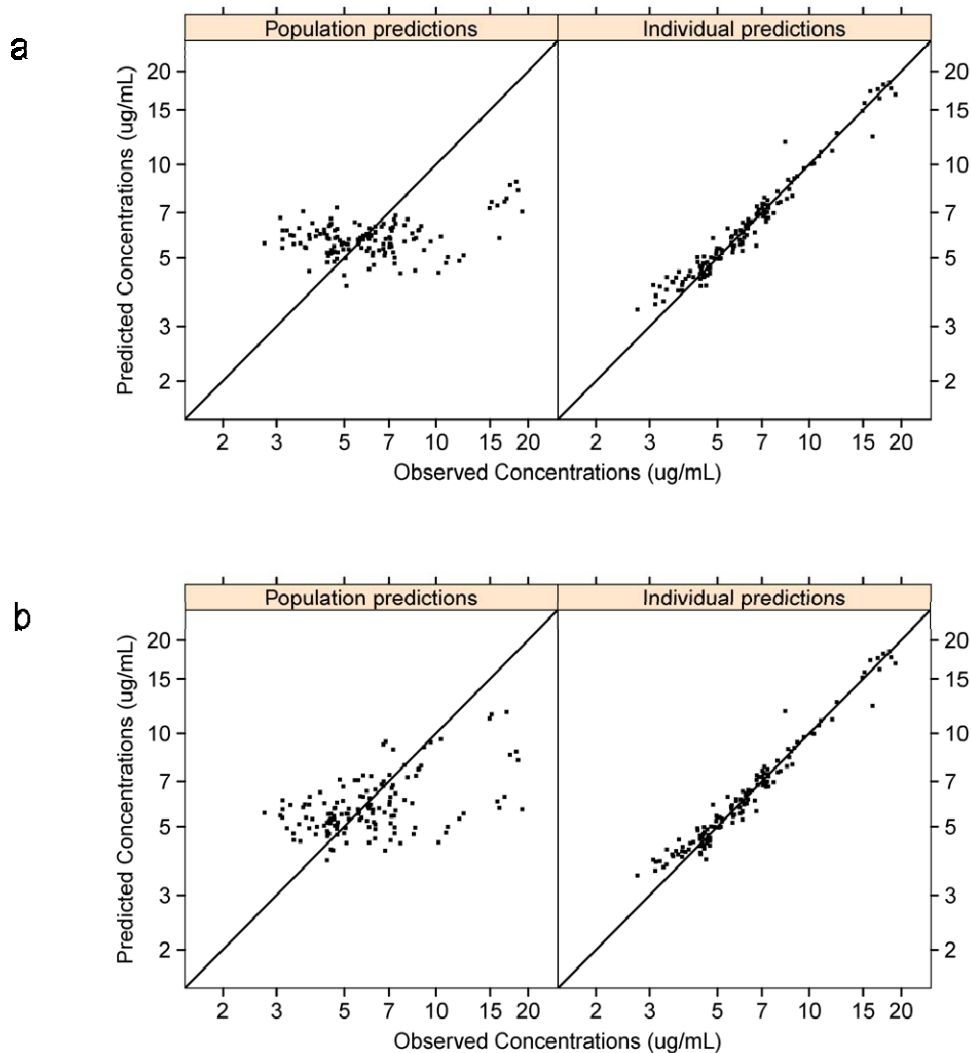 a
Population predictions Individual predictions
Predicted Concentrations (ug/mL)
20 20
15 15
10 10
7 7
5 5
3 3
2 2
2 3 5 7 10 15 20 2 3 5 7 10 15 20
Observed Concentrations (ug/mL)
b
Population predictions Individual predictions
Predicted Concentrations (ug/mL)
20 20
15 15
10 10
7 7
5 5
3 3
2 2
2 3 5 7 10 15 20 2 3 5 7 10 15 20
Observed Concentrations (ug/mL)